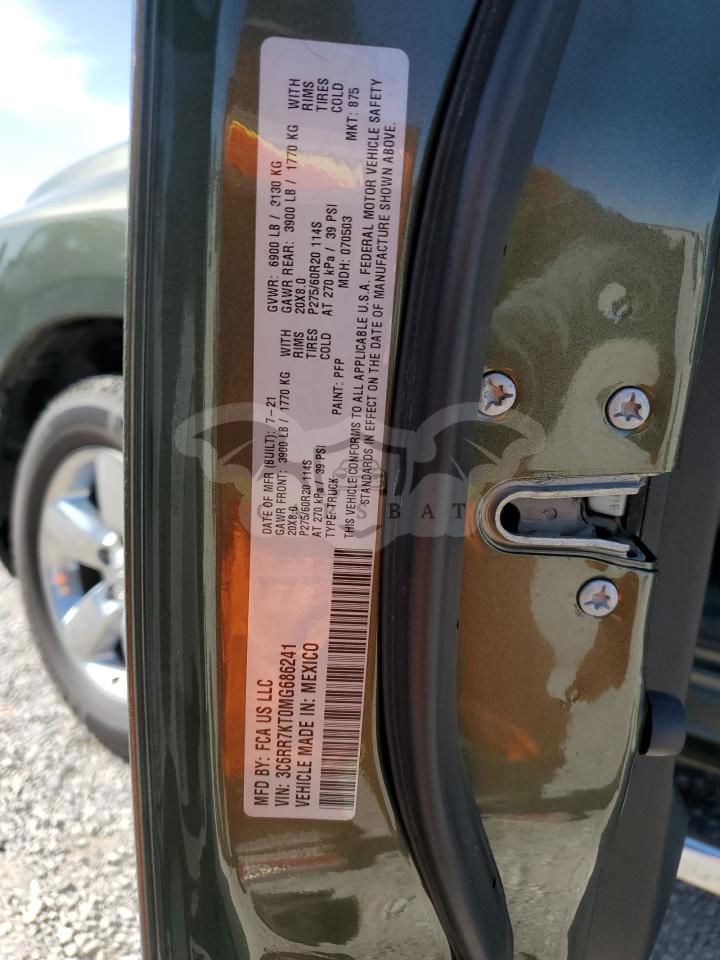 MFD BY: FCA US LLC
VIN: 3C6RR7KT0MG686241
VEHICLE MADE IN: MEXICO
DATE OF MFR (BUILT): 7-21
GAWR FRONT: 3900 LB / 1770 KG WITH
20X8.0 RIMS
P275/60R20 114S TIRES
AT 270 kPa / 39 PSI COLD
TYPE: TRUCK PAINT: PFP
GVWR: 6900 LB / 3130 KG
GAWR REAR: 3900 LB / 1770 KG WITH
20X8.0 RIMS
P275/60R20 114S TIRES
AT 270 kPa / 39 PSI COLD
MDH: 070503 MKT: 875
THIS VEHICLE CONFORMS TO ALL APPLICABLE U.S.A. FEDERAL MOTOR VEHICLE SAFETY
STANDARDS IN EFFECT ON THE DATE OF MANUFACTURE SHOWN ABOVE.